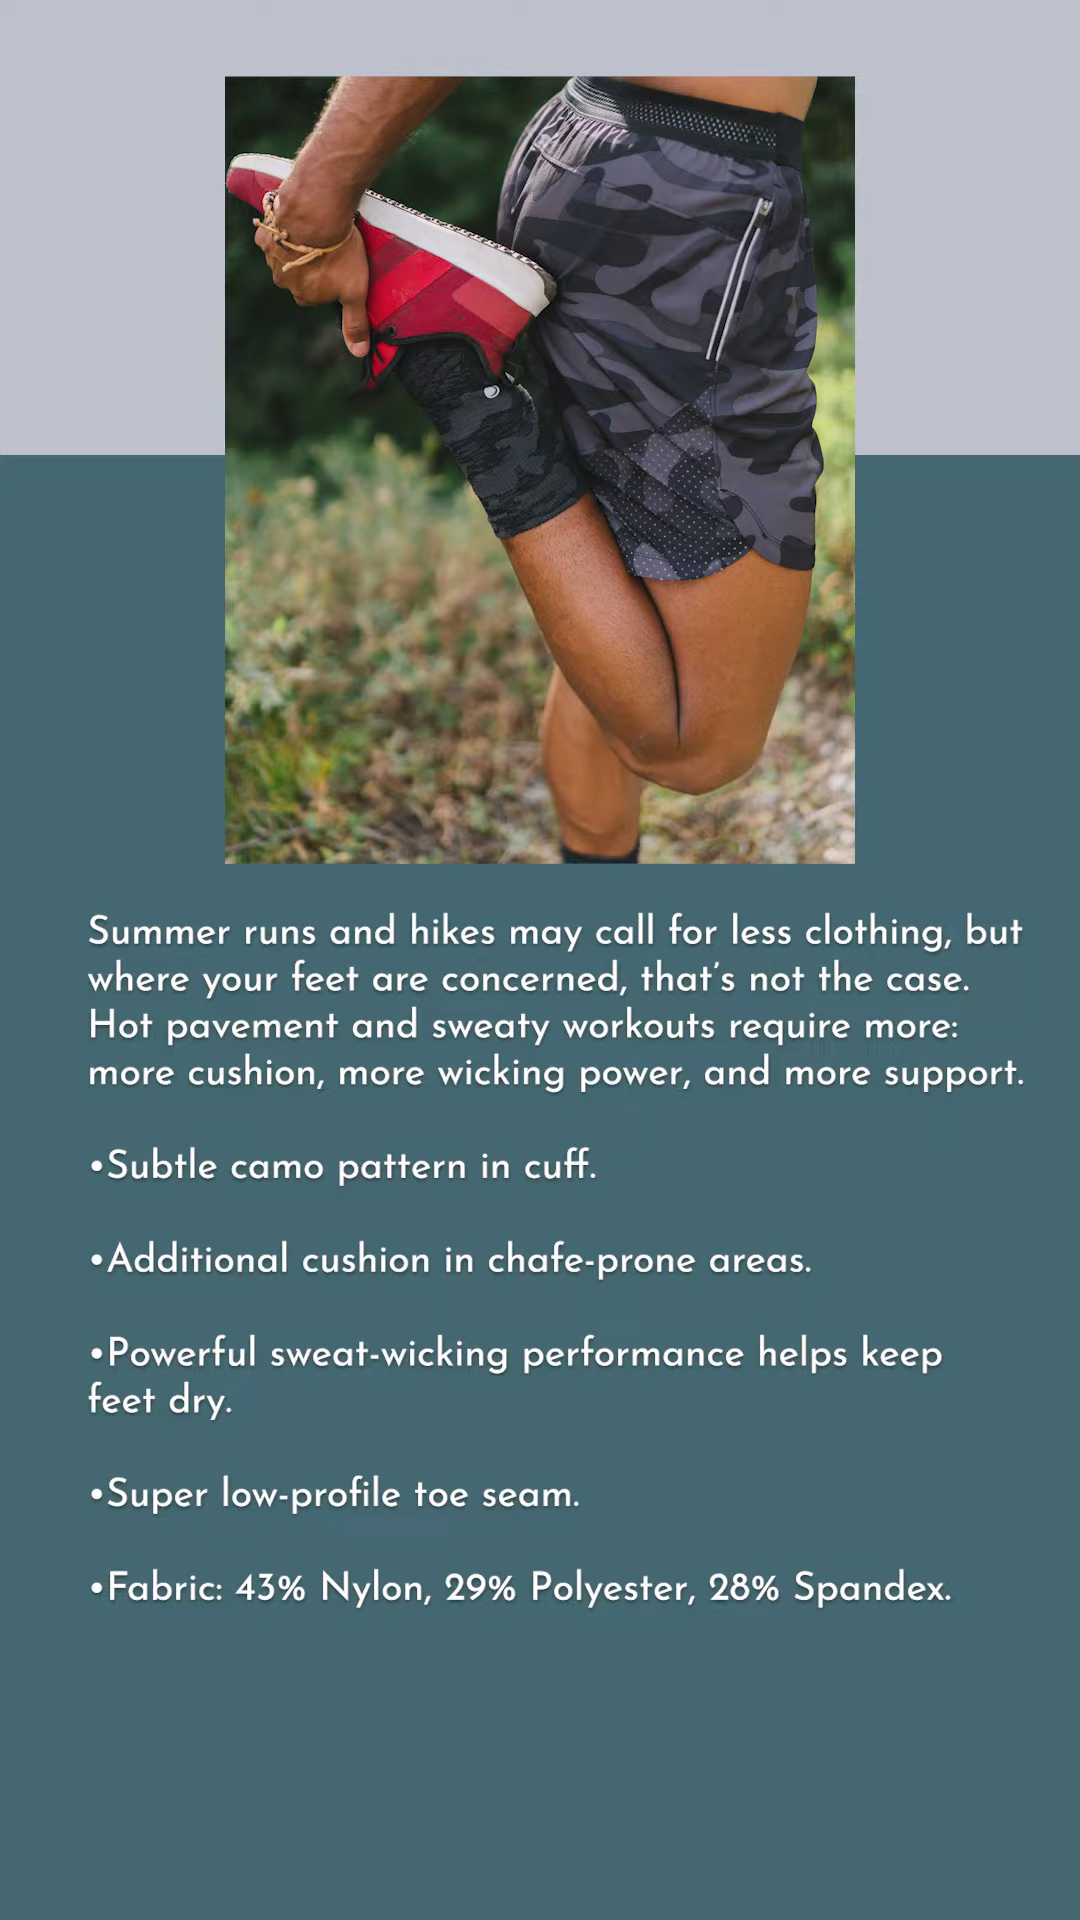 Summer runs and hikes may call for less clothing, but
where your feet are concerned, that's not the case.
Hot pavement and sweaty workouts require more:
more cushion, more wicking power, and more support.
•Subtle camo pattern in cuff.
•Additional cushion in chafe-prone areas.
•Powerful sweat-wicking performance helps keep
feet dry.
•Super low-profile toe seam.
•Fabric: 43% Nylon, 29% Polyester, 28% Spandex.